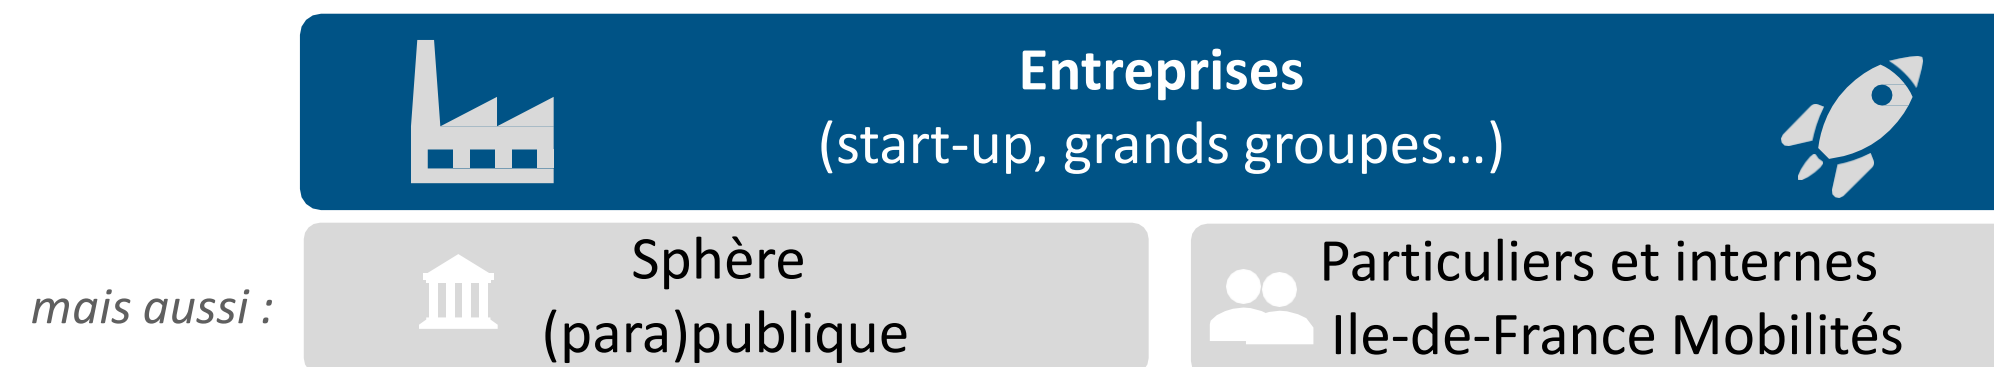 Entreprises
(start-up, grands groupes…)
mais aussi :
Sphère
(para)publique
Particuliers et internes
Ile-de-France Mobilités